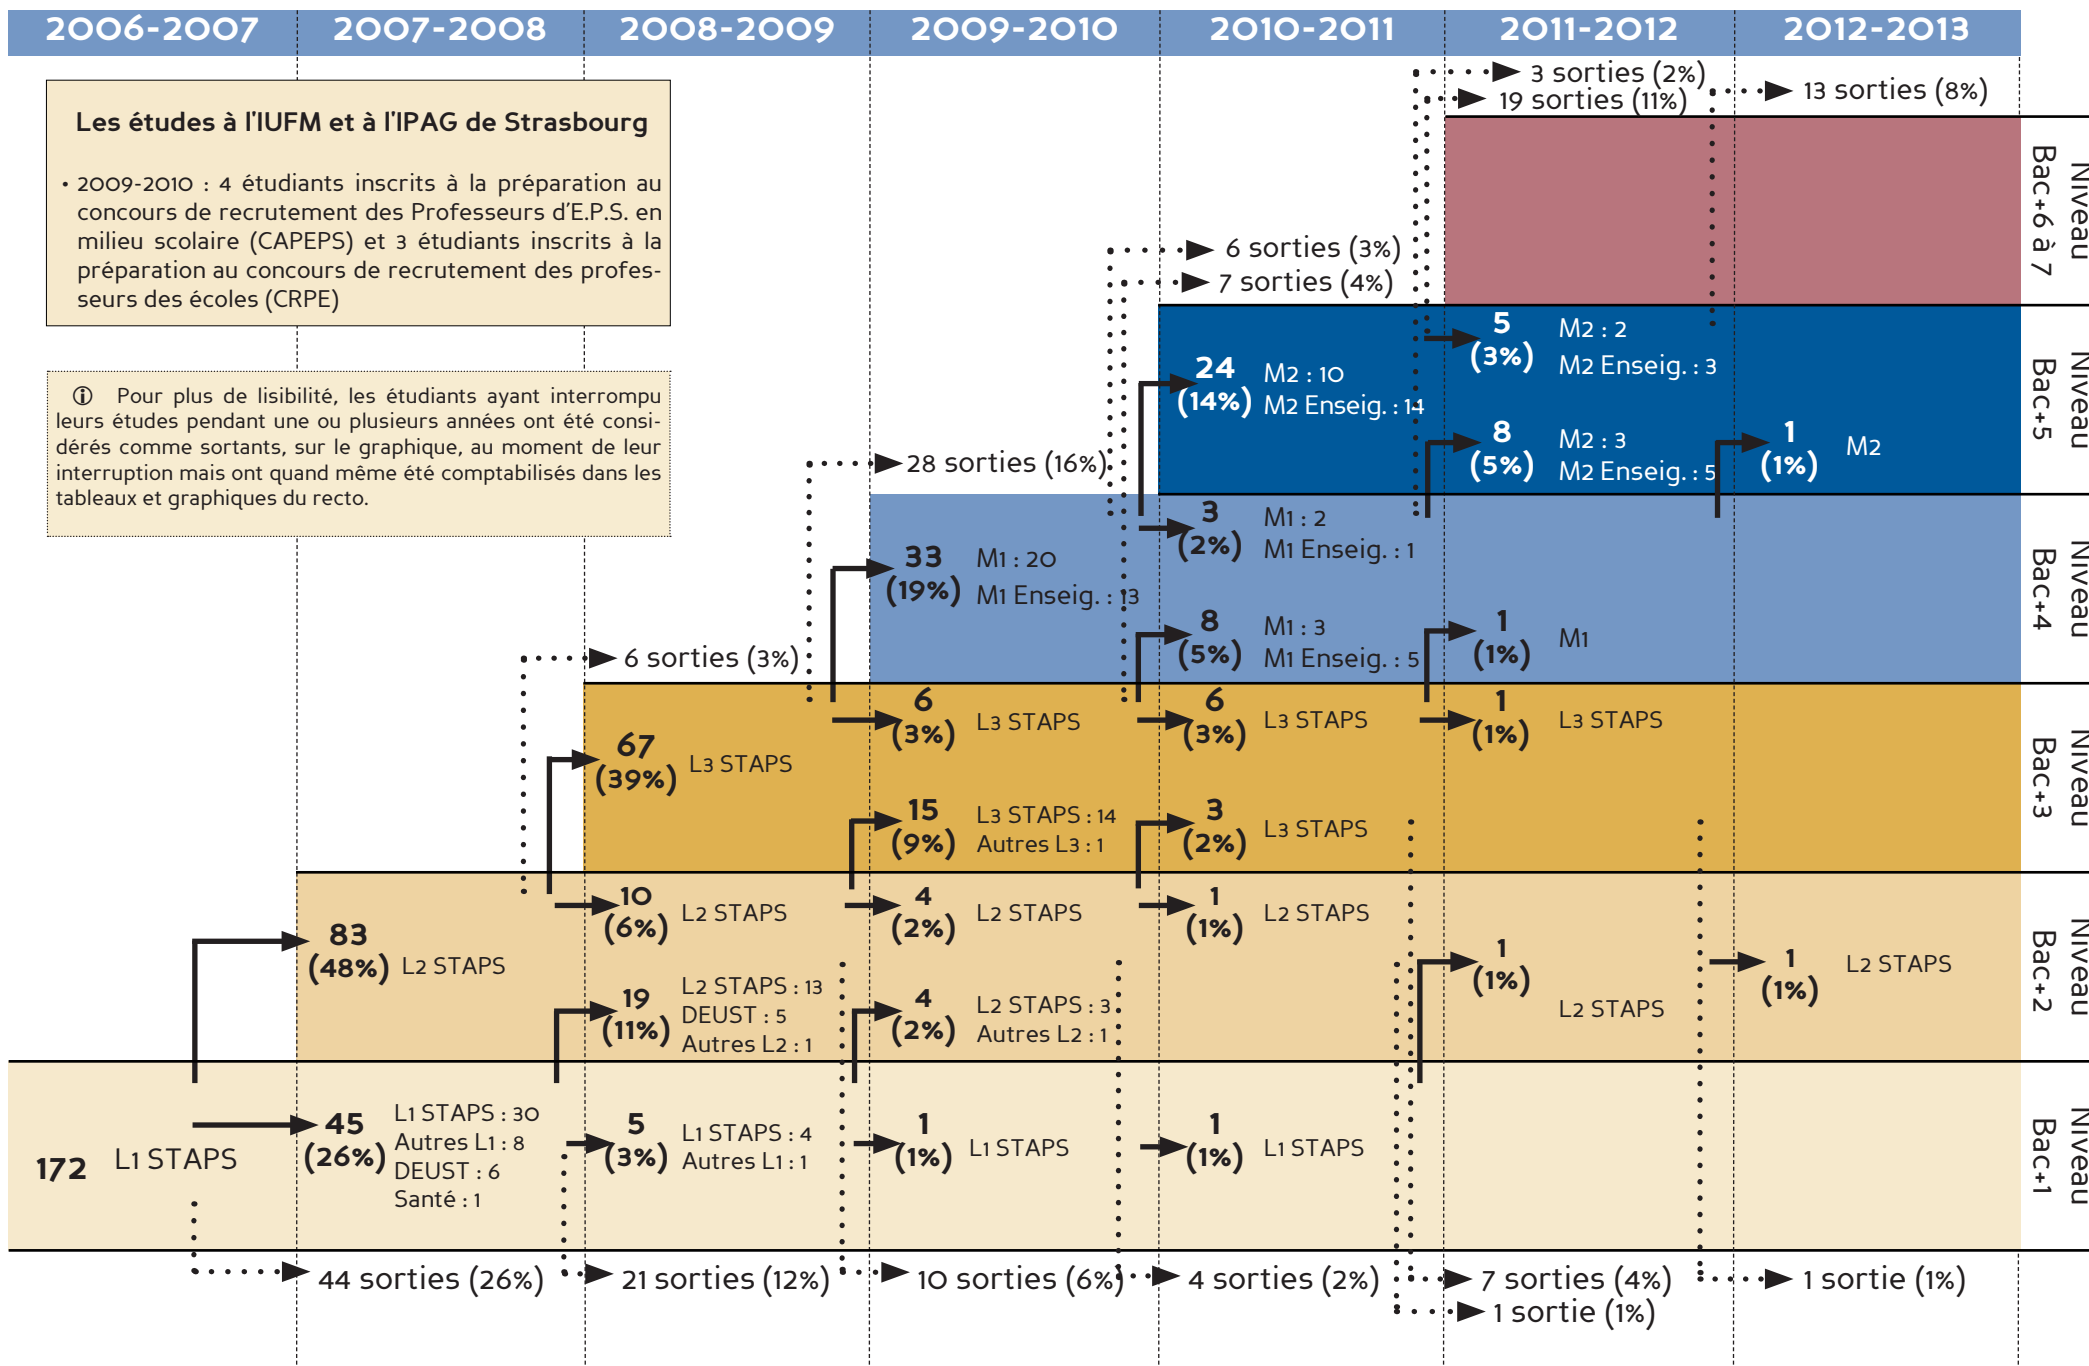 2006-2007 2007-2008 2008-2009 2009-2010 2010-2011 2011-2012 2012-2013
Les études à l'IUFM et à l'IPAG de Strasbourg
• 2009-2010 : 4 étudiants inscrits à la préparation au
concours de recrutement des Professeurs d'E.P.S. en
milieu scolaire (CAPEPS) et 3 étudiants inscrits à la
préparation au concours de recrutement des profes-
seurs des écoles (CRPE)
ⓘ Pour plus de lisibilité, les étudiants ayant interrompu
leurs études pendant une ou plusieurs années ont été consi-
dérés comme sortants, sur le graphique, au moment de leur
interruption mais ont quand même été comptabilisés dans les
tableaux et graphiques du recto.
3 sorties (2%)
19 sorties (11%)
13 sorties (8%)
Niveau
Bac+6 à 7
6 sorties (3%)
7 sorties (4%)
24
(14%)
M2 : 10
M2 Enseig. : 14
5
(3%)
M2 : 2
M2 Enseig. : 3
8
(5%)
M2 : 3
M2 Enseig. : 5
1
(1%)
M2
Niveau
Bac+5
28 sorties (16%)
33
(19%)
M1 : 20
M1 Enseig. : 13
3
(2%)
M1 : 2
M1 Enseig. : 1
8
(5%)
M1 : 3
M1 Enseig. : 5
1
(1%)
M1
Niveau
Bac+4
6 sorties (3%)
67
(39%)
L3 STAPS
6
(3%)
L3 STAPS
15
(9%)
L3 STAPS : 14
Autres L3 : 1
6
(3%)
L3 STAPS
3
(2%)
L3 STAPS
1
(1%)
L3 STAPS
Niveau
Bac+3
83
(48%)
L2 STAPS
10
(6%)
L2 STAPS
19
(11%)
L2 STAPS : 13
DEUST : 5
Autres L2 : 1
4
(2%)
L2 STAPS
4
(2%)
L2 STAPS : 3
Autres L2 : 1
1
(1%)
L2 STAPS
1
(1%)
L2 STAPS
1
(1%)
L2 STAPS
Niveau
Bac+2
172
L1 STAPS
45
(26%)
L1 STAPS : 30
Autres L1 : 8
DEUST : 6
Santé : 1
5
(3%)
L1 STAPS : 4
Autres L1 : 1
1
(1%)
L1 STAPS
1
(1%)
L1 STAPS
Niveau
Bac+1
44 sorties (26%)
21 sorties (12%)
10 sorties (6%)
4 sorties (2%)
7 sorties (4%)
1 sortie (1%)
1 sortie (1%)